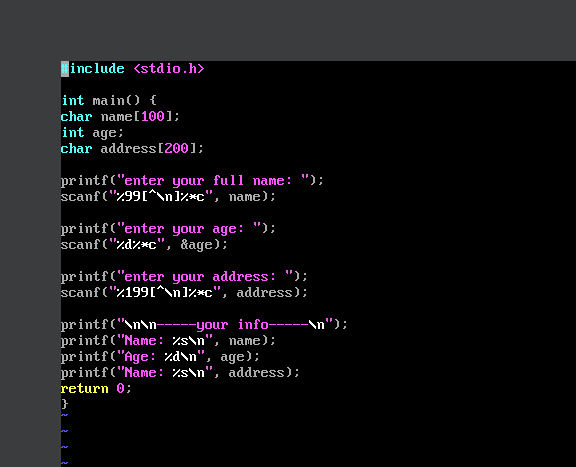 #include <stdio.h>
int main() {
char name[100];
int age;
char address[200];
printf("enter your full name: ");
scanf("%99[^\n]%*c", name);
printf("enter your age: ");
scanf("%d%*c", &age);
printf("enter your address: ");
scanf("%199[^\n]%*c", address);
printf("\n\n-----your info-----\n");
printf("Name: %s\n", name);
printf("Age: %d\n", age);
printf("Name: %s\n", address);
return 0;
}
~
~
~
~